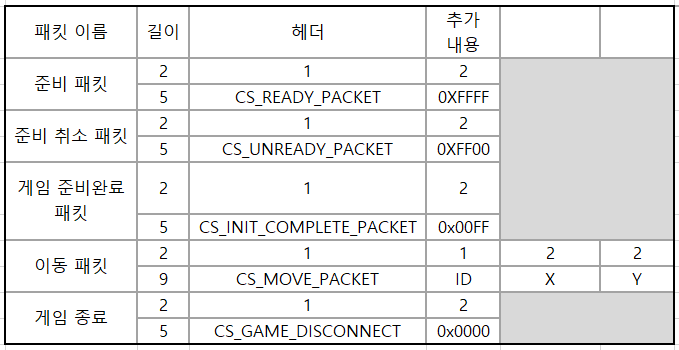 패킷 이름 길이 헤더 추가 내용
준비 패킷 2 1 2
5 CS_READY_PACKET 0XFFFF
준비 취소 패킷 2 1 2
5 CS_UNREADY_PACKET 0XFF00
게임 준비완료 패킷 2 1 2
5 CS_INIT_COMPLETE_PACKET 0x00FF
이동 패킷 2 1 1 2 2
9 CS_MOVE_PACKET ID X Y
게임 종료 2 1 2
5 CS_GAME_DISCONNECT 0x0000